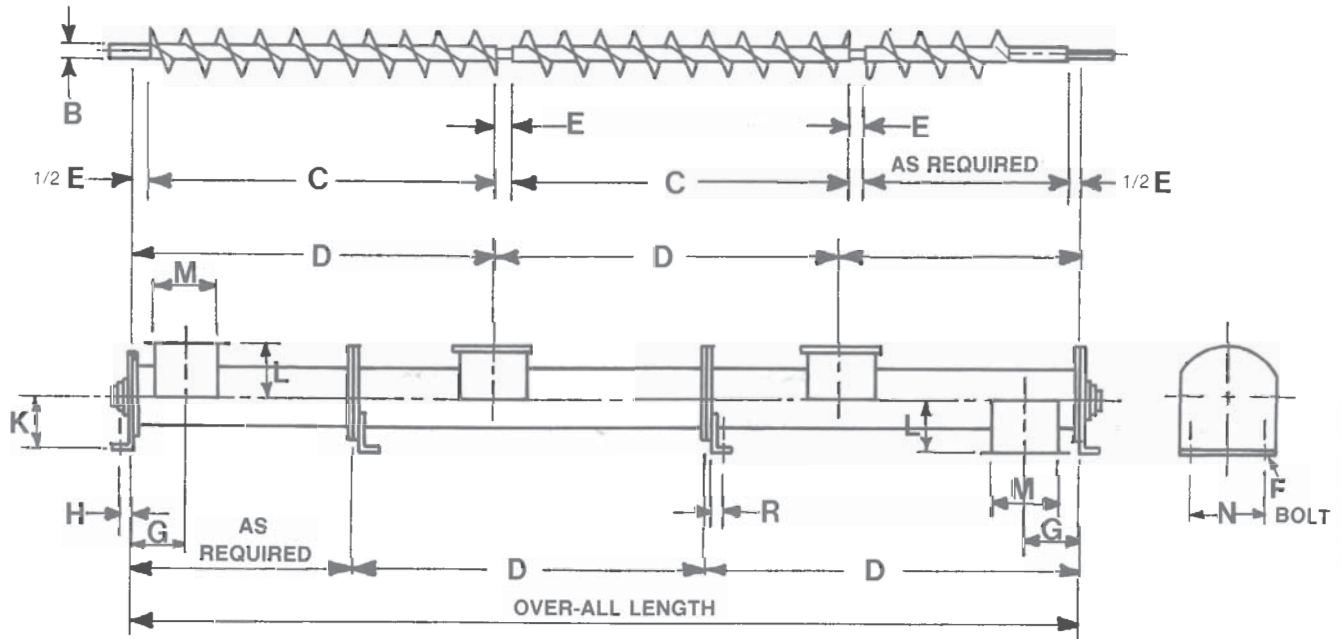 B
E
E
1/2 E
C
C
AS REQUIRED
1/2 E
D
D
M
L
K
L
H
G
AS
REQUIRED
R
M
G
N
F
BOLT
D
D
OVER-ALL LENGTH